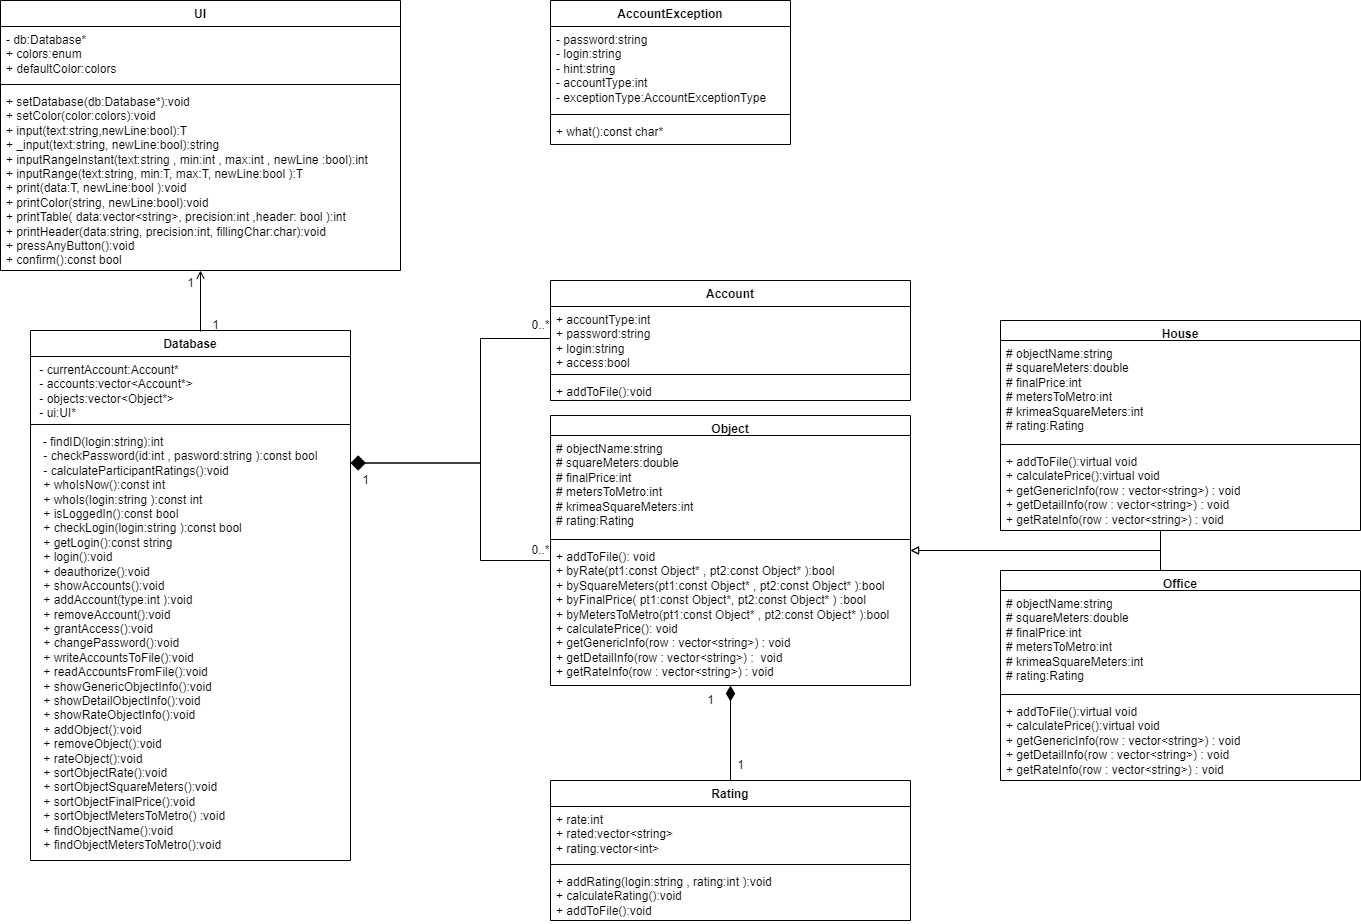 UI
- db:Database*
+ colors:enum
+ defaultColor:colors
+ setDatabase(db:Database*):void
+ setColor(color:colors):void
+ input(text:string,newLine:bool):T
+ _input(text:string, newLine:bool):string
+ inputRangeInstant(text:string , min:int , max:int , newLine :bool):int
+ inputRange(text:string, min:T, max:T, newLine:bool ):T
+ print(data:T, newLine:bool ):void
+ printColor(string, newLine:bool):void
+ printTable( data:vector<string>, precision:int ,header: bool ):int
+ printHeader(data:string, precision:int, fillingChar:char):void
+ pressAnyButton():void
+ confirm():const bool
AccountException
- password:string
- login:string
- hint:string
- accountType:int
- exceptionType:AccountExceptionType
+ what():const char*
1
1
Database
- currentAccount:Account*
- accounts:vector<Account*>
- objects:vector<Object*>
- ui:UI*
- findID(login:string):int
- checkPassword(id:int , pasword:string ):const bool
- calculateParticipantRatings():void
+ whoIsNow():const int
+ whoIs(login:string ):const int
+ isLoggedIn():const bool
+ checkLogin(login:string ):const bool
+ getLogin():const string
+ login():void
+ deauthorize():void
+ showAccounts():void
+ addAccount(type:int ):void
+ removeAccount():void
+ grantAccess():void
+ changePassword():void
+ writeAccountsToFile():void
+ readAccountsFromFile():void
+ showGenericObjectInfo():void
+ showDetailObjectInfo():void
+ showRateObjectInfo():void
+ addObject():void
+ removeObject():void
+ rateObject():void
+ sortObjectRate():void
+ sortObjectSquareMeters():void
+ sortObjectFinalPrice():void
+ sortObjectMetersToMetro() :void
+ findObjectName():void
+ findObjectMetersToMetro():void
1
0..*
0..*
Account
+ accountType:int
+ password:string
+ login:string
+ access:bool
+ addToFile():void
Object
# objectName:string
# squareMeters:double
# finalPrice:int
# metersToMetro:int
# krimeaSquareMeters:int
# rating:Rating
+ addToFile(): void
+ byRate(pt1:const Object* , pt2:const Object* ):bool
+ bySquareMeters(pt1:const Object* , pt2:const Object* ):bool
+ byFinalPrice( pt1:const Object*, pt2:const Object* ) :bool
+ byMetersToMetro(pt1:const Object* , pt2:const Object* ):bool
+ calculatePrice(): void
+ getGenericInfo(row : vector<string>) : void
+ getDetailInfo(row : vector<string>) : void
+ getRateInfo(row : vector<string>) : void
1
1
Rating
+ rate:int
+ rated:vector<string>
+ rating:vector<int>
+ addRating(login:string , rating:int ):void
+ calculateRating():void
+ addToFile():void
House
# objectName:string
# squareMeters:double
# finalPrice:int
# metersToMetro:int
# krimeaSquareMeters:int
# rating:Rating
+ addToFile():virtual void
+ calculatePrice():virtual void
+ getGenericInfo(row : vector<string>) : void
+ getDetailInfo(row : vector<string>) : void
+ getRateInfo(row : vector<string>) : void
Office
# objectName:string
# squareMeters:double
# finalPrice:int
# metersToMetro:int
# krimeaSquareMeters:int
# rating:Rating
+ addToFile():virtual void
+ calculatePrice():virtual void
+ getGenericInfo(row : vector<string>) : void
+ getDetailInfo(row : vector<string>) : void
+ getRateInfo(row : vector<string>) : void